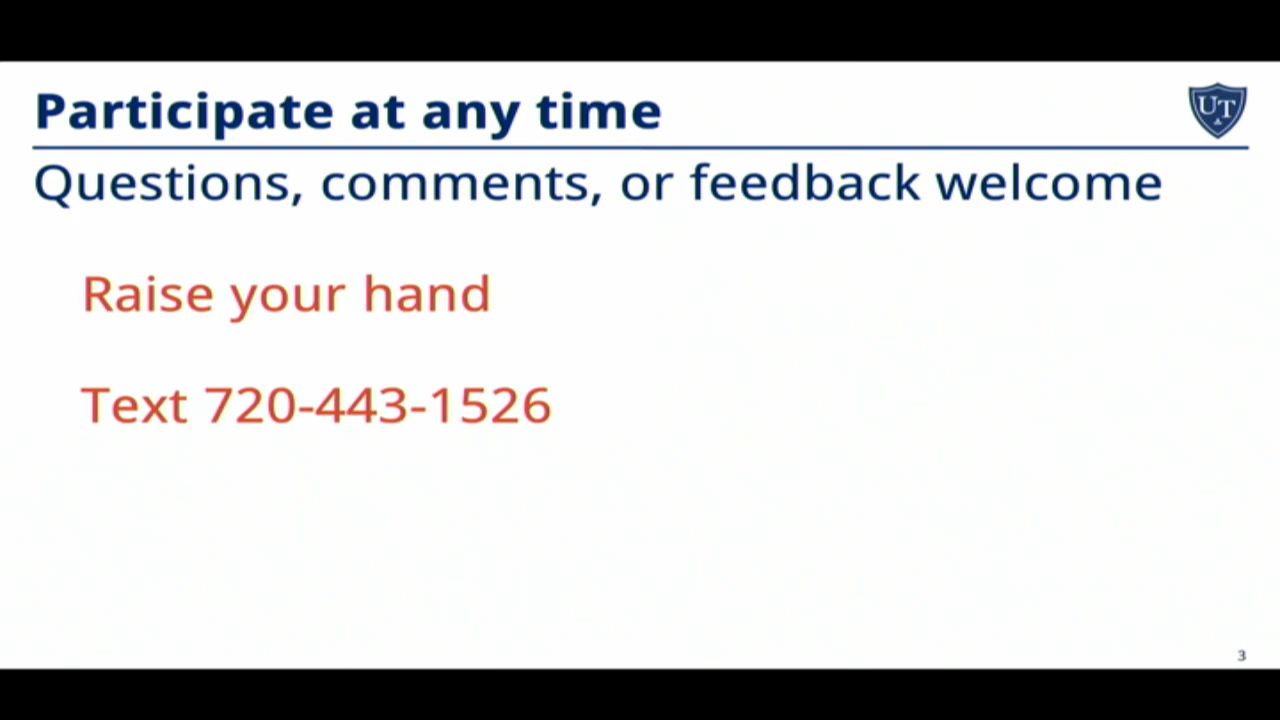 Participate at any time
UT
Questions, comments, or feedback welcome
Raise your hand
Text 720-443-1526
3